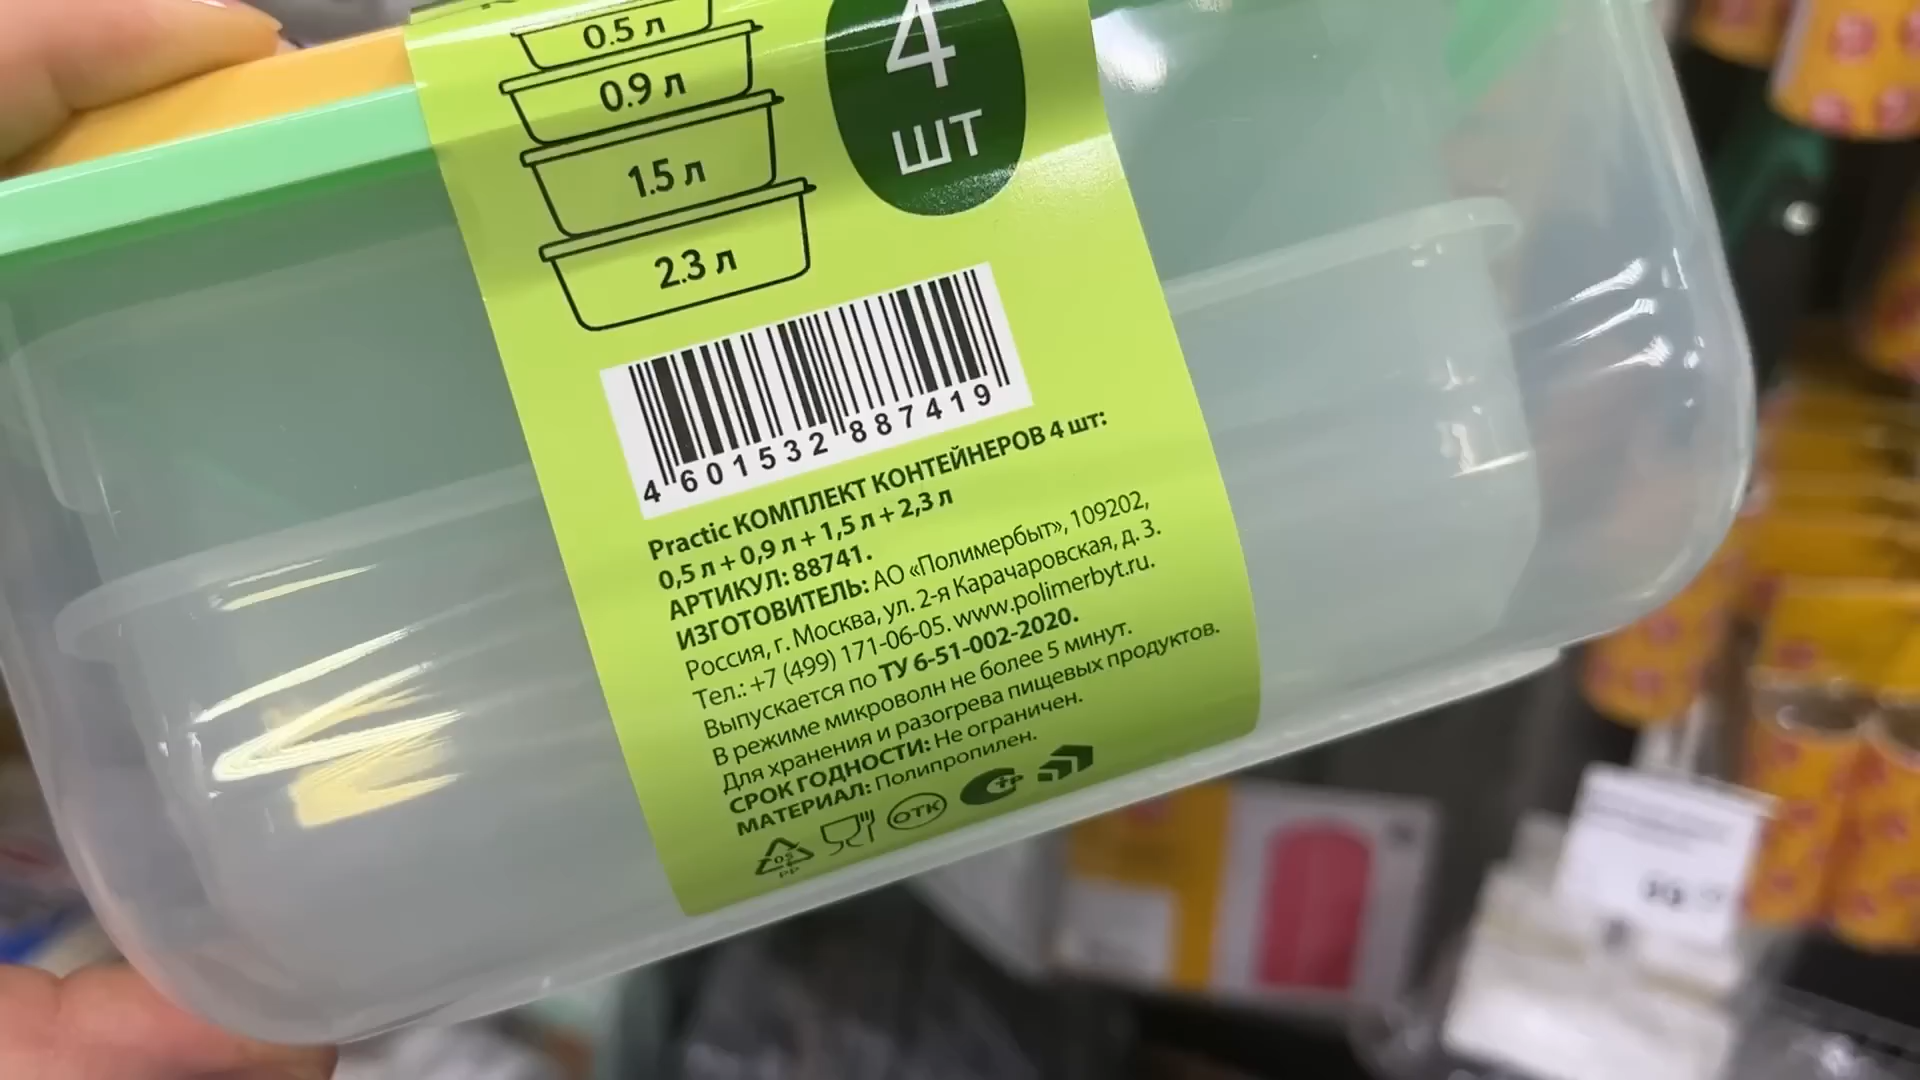 0.5 л
0.9 л
1.5 л
2.3 л
4
шт
4 601532 887419
Practic КОМПЛЕКТ КОНТЕЙНЕРОВ 4 шт:
0,5 л + 0,9 л + 1,5 л + 2,3 л
АРТИКУЛ: 88741.
ИЗГОТОВИТЕЛЬ: АО «Полимербыт», 109202,
Россия, г. Москва, ул. 2-я Карачаровская, д. 3.
Тел.: +7 (499) 171-06-05. www.polimerbyt.ru.
Выпускается по ТУ 6-51-002-2020.
В режиме микроволн не более 5 минут.
Для хранения и разогрева пищевых продуктов.
СРОК ГОДНОСТИ: Не ограничен.
МАТЕРИАЛ: Полипропилен.
05
PP
ОТК